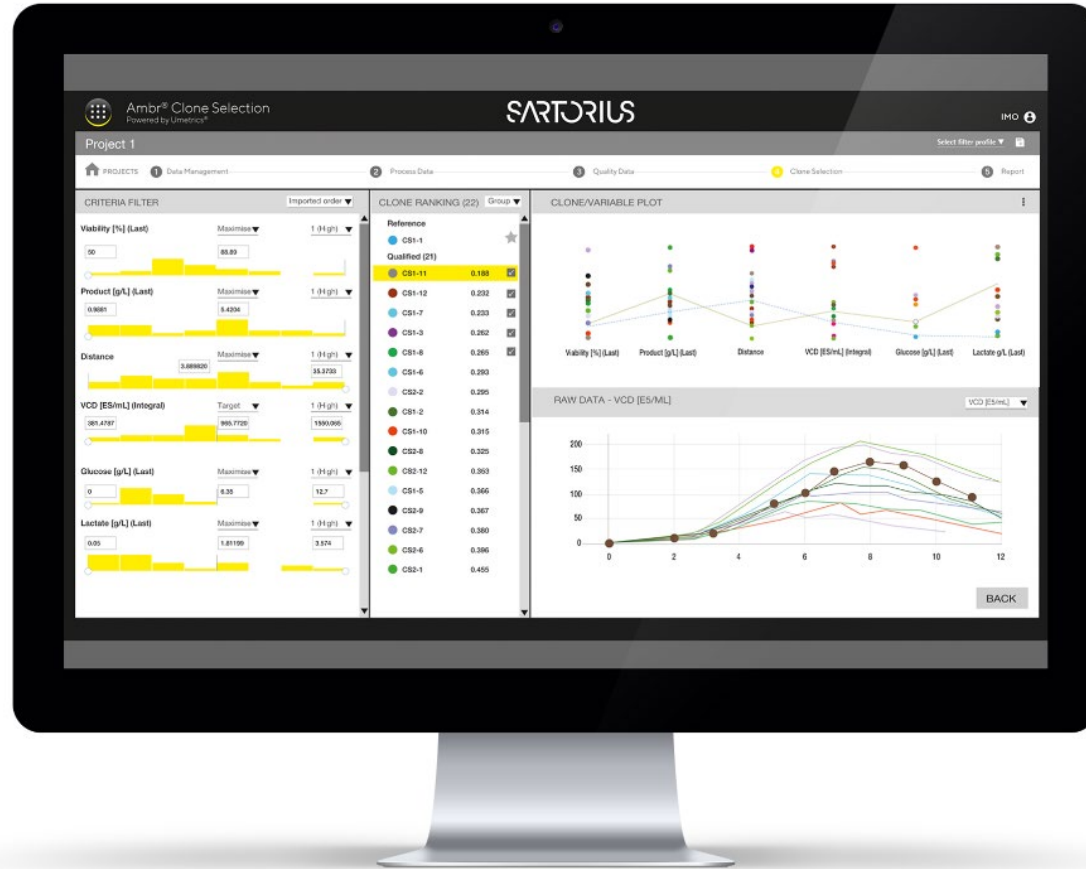 Ambr® Clone Selection
Powered by Umetrics®
SARTORIUS
IMO
Project 1
Select filter profile
PROJECTS 1 Data Management 2 Process Data 3 Quality Data 4 Clone Selection 5 Report
CRITERIA FILTER Imported order
Viability [%] (Last) Maximise 1 (High)
50 88.89
Product [g/L] (Last) Maximise 1 (High)
0.9881 5.4204
Distance Maximise 1 (High)
3.889820 35.3733
VCD [E5/mL] (Integral) Target 1 (High)
381.4787 965.7720 1550.065
Glucose [g/L] (Last) Maximise 1 (High)
0 6.35 12.7
Lactate [g/L] (Last) Maximise 1 (High)
0.05 1.81199 3.574
CLONE RANKING (22) Group
Reference
CS1-1
Qualified (21)
CS1-11 0.188
CS1-12 0.232
CS1-7 0.233
CS1-3 0.262
CS1-8 0.265
CS1-6 0.293
CS2-2 0.295
CS1-2 0.314
CS1-10 0.315
CS2-8 0.325
CS2-12 0.353
CS1-5 0.366
CS2-9 0.367
CS2-7 0.380
CS2-6 0.396
CS2-1 0.455
CLONE/VARIABLE PLOT
Viability [%] (Last) Product [g/L] (Last) Distance VCD [E5/mL] (Integral) Glucose [g/L] (Last) Lactate g/L (Last)
RAW DATA - VCD [E5/ML] VCD [E5/mL]
200
150
100
50
0
0 2 4 6 8 10 12
BACK